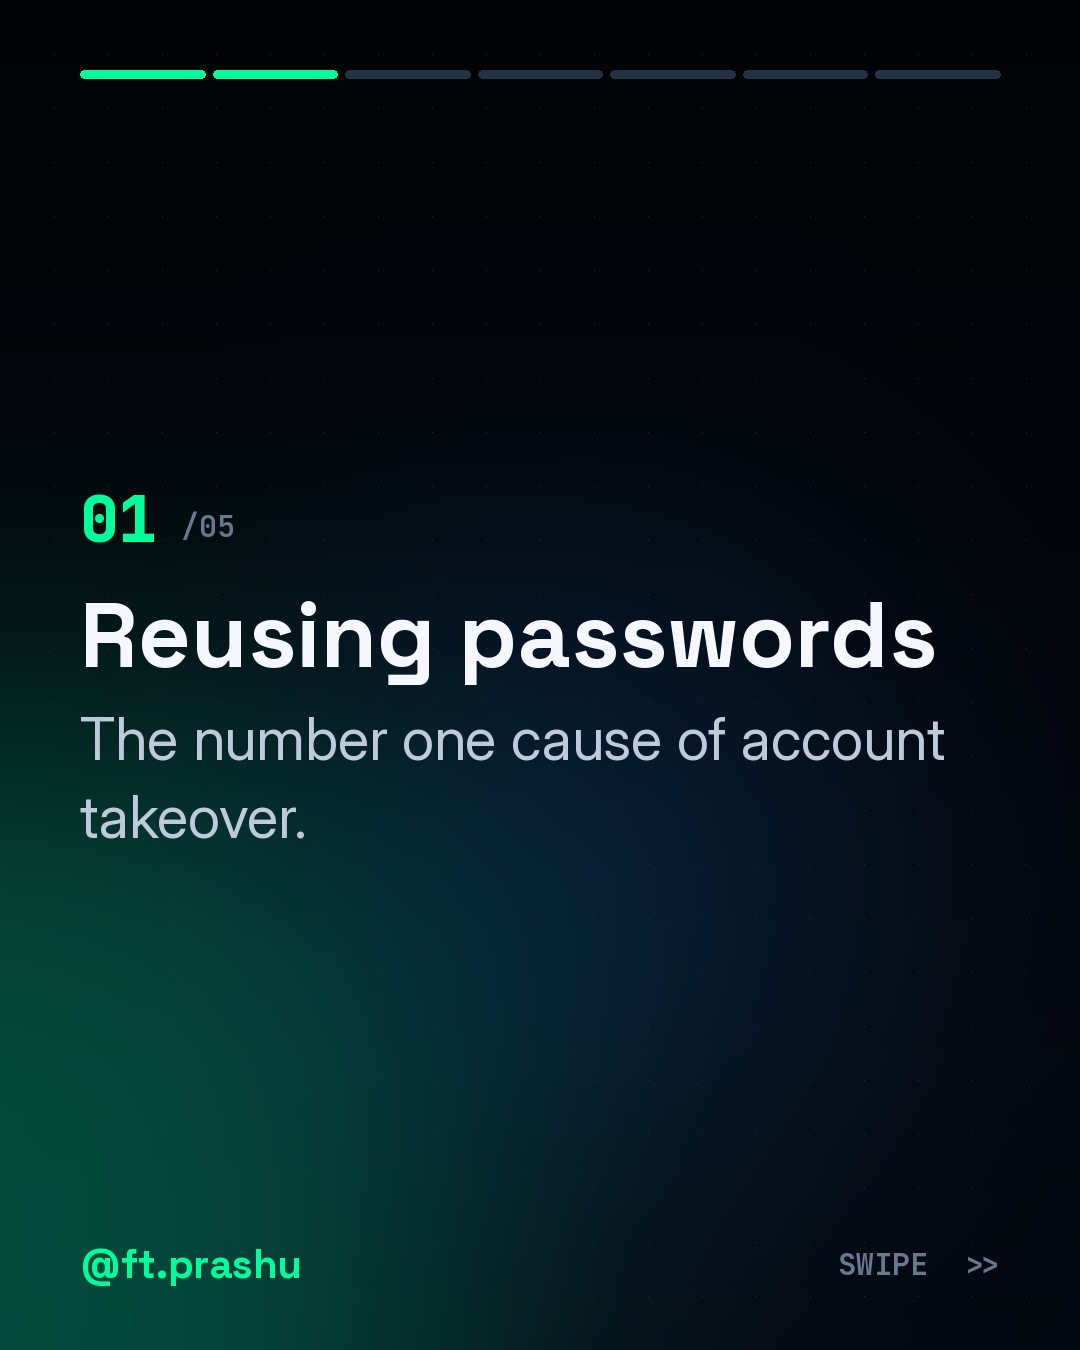 01 /05
Reusing passwords
The number one cause of account
takeover.
@ft.prashu
SWIPE >>